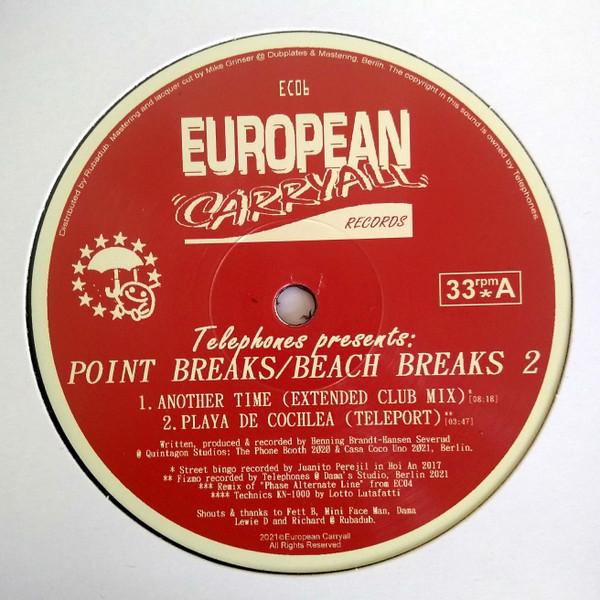 Distributed by Rubadub. Mastering and lacquer cut by Mike Grinser @ Dubplates & Mastering, Berlin. The copyright in this sound is owned by Telephones.
EC06
EUROPEAN
"CARRYALL"
RECORDS
33rpm*A
Telephones presents:
POINT BREAKS/BEACH BREAKS 2
1. ANOTHER TIME (EXTENDED CLUB MIX)* [08:18]
2. PLAYA DE COCHLEA (TELEPORT)** [03:47]
Written, produced & recorded by Henning Brandt-Hansen Severud
@ Quintagon Studios; The Phone Booth 2020 & Casa Coco Uno 2021, Berlin.
* Street bingo recorded by Juanito Perejil in Hoi An 2017
** Fizmo recorded by Telephones @ Dama's Studio, Berlin 2021
*** Remix of "Phase Alternate Line" from EC04
**** Technics KN-1000 by Lotto Lutafatti
Shouts & thanks to Fett B, Mini Face Man, Dama
Lewie D and Richard @ Rubadub.
2021©European Carryall
All Rights Reserved